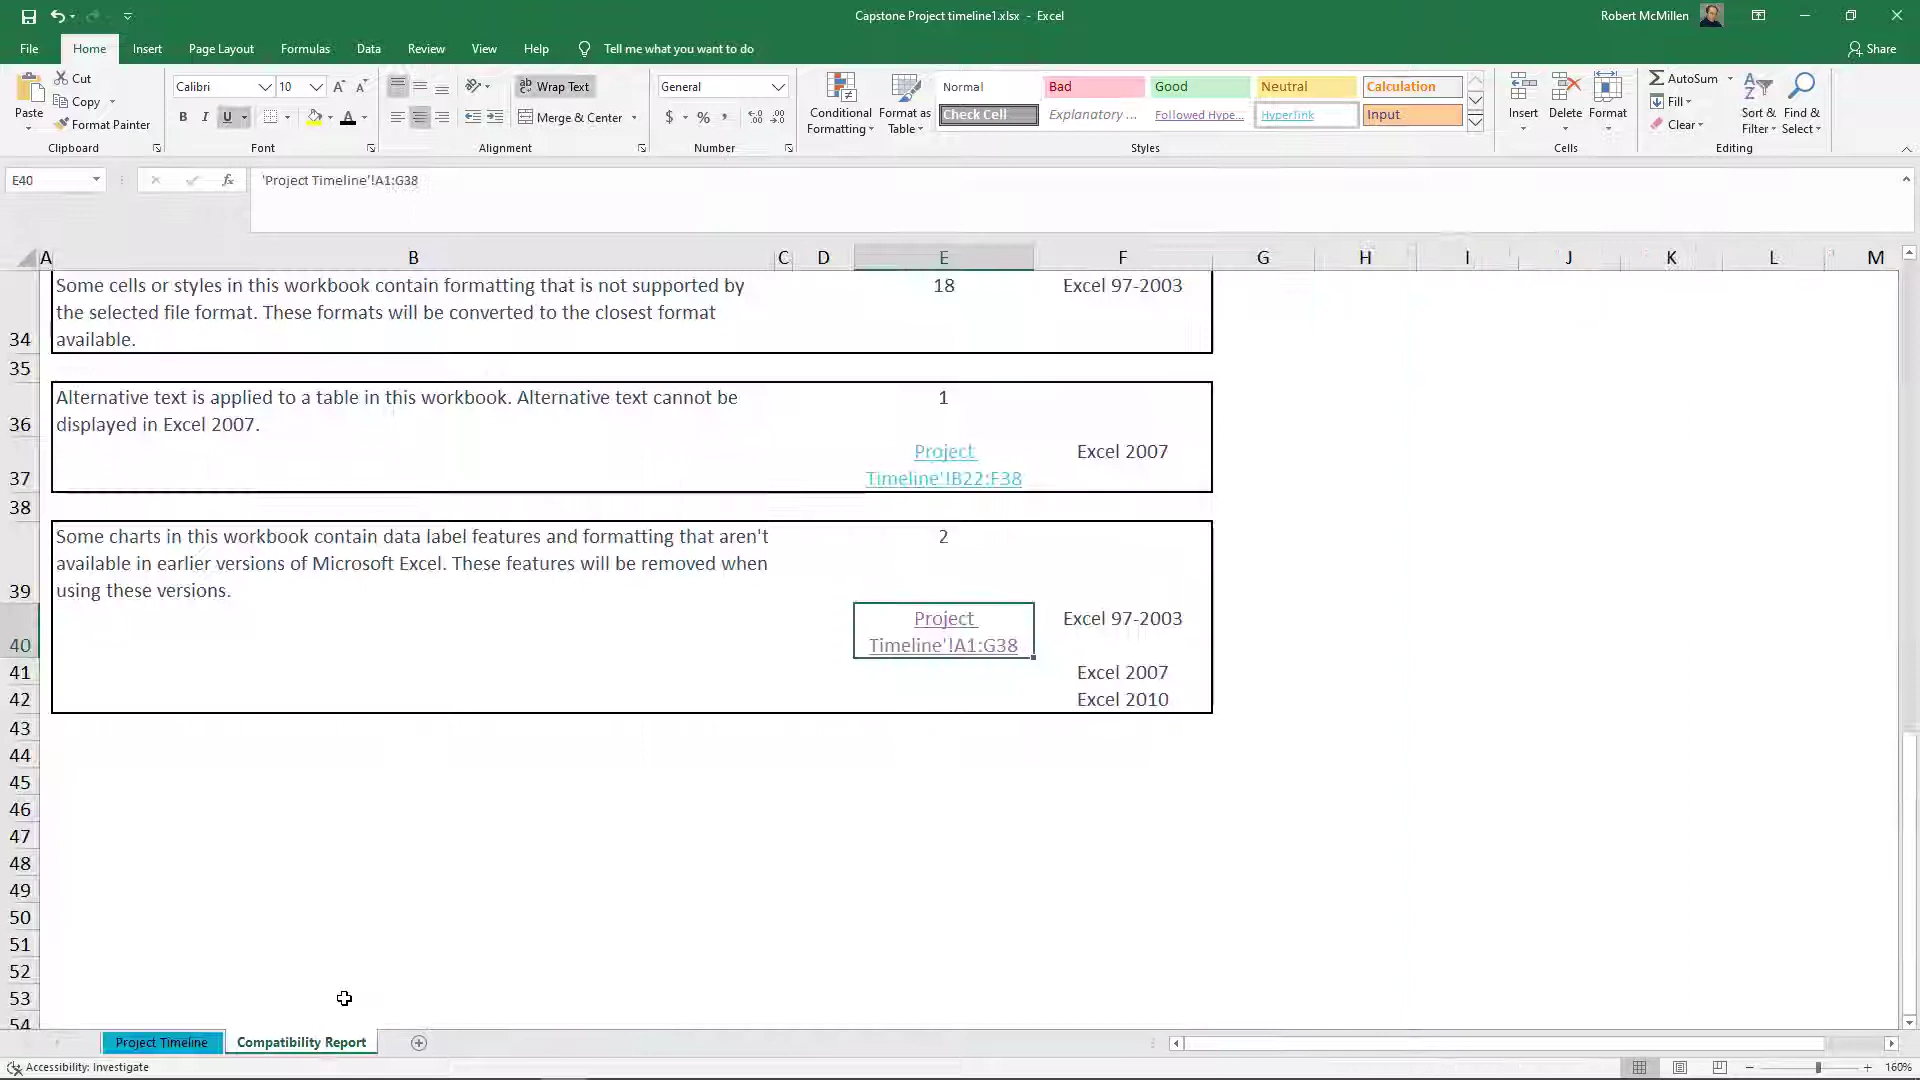 Capstone Project timeline1.xlsx - Excel
Robert McMillen
File Home Insert Page Layout Formulas Data Review View Help Tell me what you want to do Share
Paste
Cut
Copy
Format Painter
Clipboard
Calibri 10
B I U
Font
ab Wrap Text
Merge & Center
Alignment
General
$ % ,
Number
Conditional Formatting
Format as Table
Normal Bad Good Neutral Calculation
Check Cell Explanatory ... Followed Hype... Hyperlink Input
Styles
Insert Delete Format
Cells
AutoSum
Fill
Clear
Sort & Filter
Find & Select
Editing
E40 fx 'Project Timeline'!A1:G38
A B C D E F G H I J K L M
Some cells or styles in this workbook contain formatting that is not supported by 18 Excel 97-2003
the selected file format. These formats will be converted to the closest format
34 available.
35
Alternative text is applied to a table in this workbook. Alternative text cannot be 1
36 displayed in Excel 2007.
Project Excel 2007
37 Timeline'!B22:F38
38
Some charts in this workbook contain data label features and formatting that aren't 2
available in earlier versions of Microsoft Excel. These features will be removed when
39 using these versions.
Project Excel 97-2003
40 Timeline'!A1:G38
41 Excel 2007
42 Excel 2010
43
44
45
46
47
48
49
50
51
52
53
54
Project Timeline Compatibility Report
Accessibility: Investigate 160%